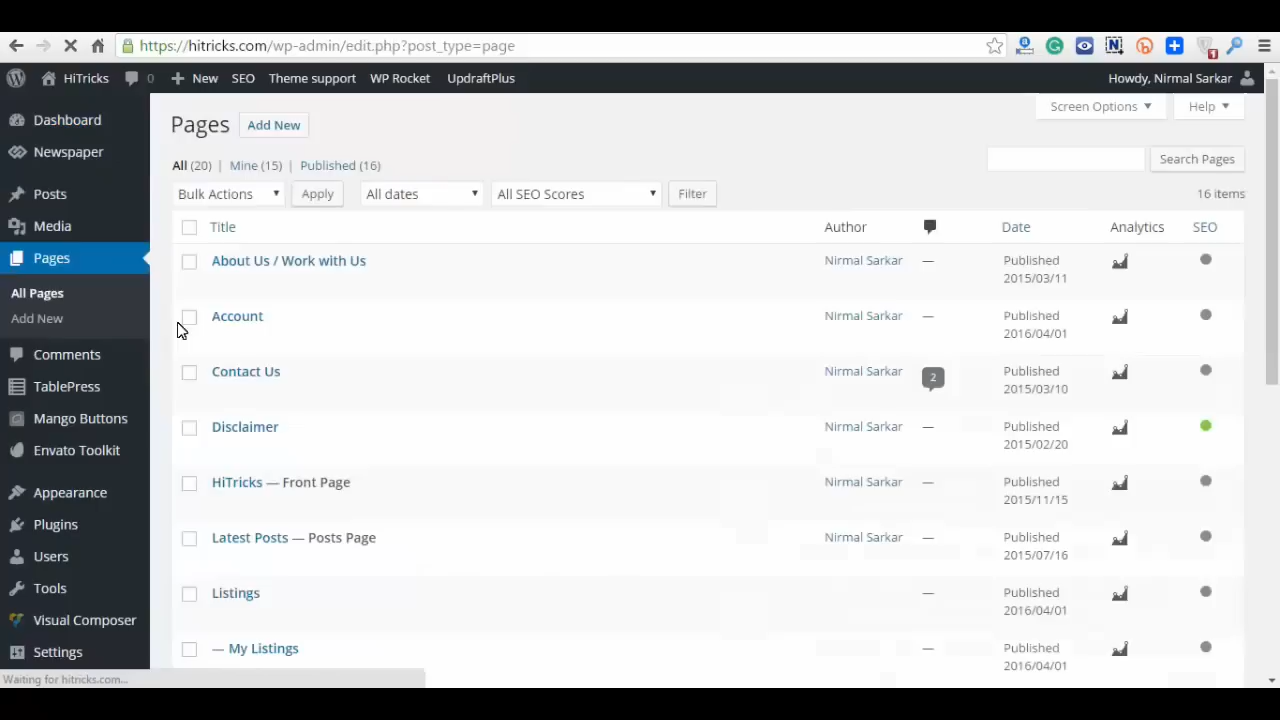 https://hitricks.com/wp-admin/edit.php?post_type=page
1
HiTricks 0 New SEO Theme support WP Rocket UpdraftPlus Howdy, Nirmal Sarkar
Dashboard
Newspaper
Posts
Media
Pages
All Pages
Add New
Comments
TablePress
Mango Buttons
Envato Toolkit
Appearance
Plugins
Users
Tools
Visual Composer
Settings
Screen Options Help
Pages Add New
All (20) | Mine (15) | Published (16) Search Pages
Bulk Actions Apply All dates All SEO Scores Filter 16 items
Title Author Date Analytics SEO
About Us / Work with Us Nirmal Sarkar — Published
2015/03/11
Account Nirmal Sarkar — Published
2016/04/01
Contact Us Nirmal Sarkar 2 Published
2015/03/10
Disclaimer Nirmal Sarkar — Published
2015/02/20
HiTricks — Front Page Nirmal Sarkar — Published
2015/11/15
Latest Posts — Posts Page Nirmal Sarkar — Published
2015/07/16
Listings — Published
2016/04/01
— My Listings — Published
2016/04/01
Waiting for hitricks.com...